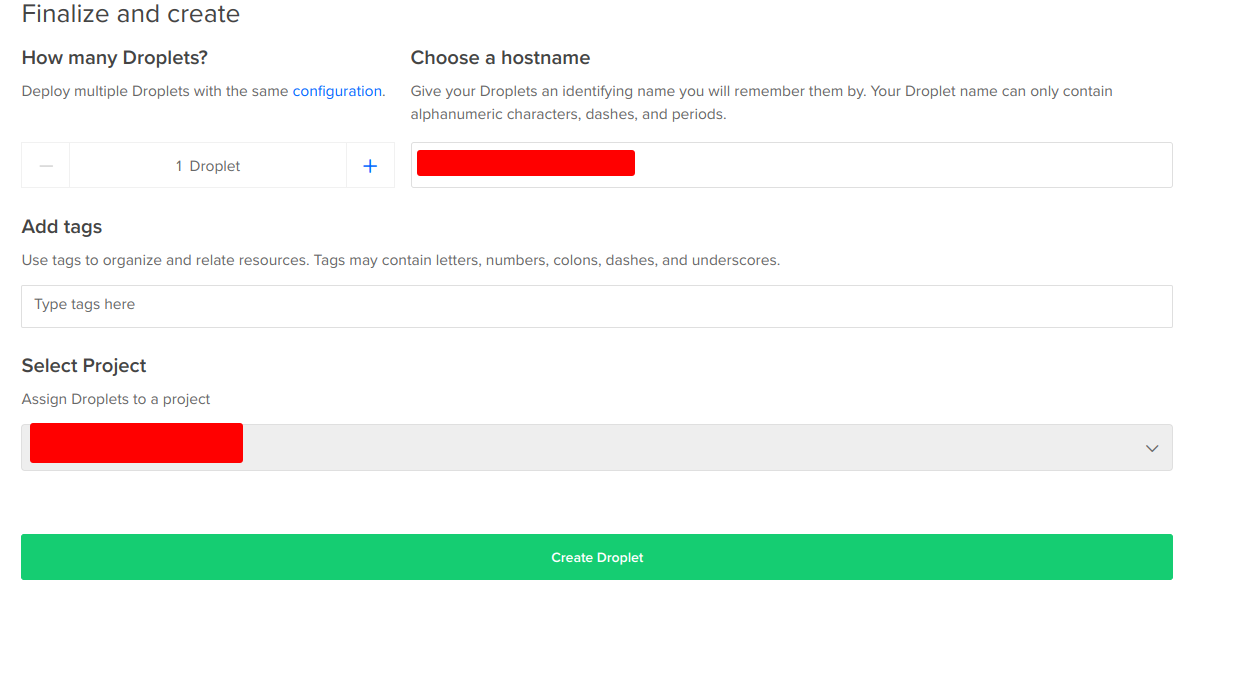 Finalize and create
How many Droplets?
Deploy multiple Droplets with the same configuration.
Choose a hostname
Give your Droplets an identifying name you will remember them by. Your Droplet name can only contain
alphanumeric characters, dashes, and periods.
1 Droplet
Add tags
Use tags to organize and relate resources. Tags may contain letters, numbers, colons, dashes, and underscores.
Type tags here
Select Project
Assign Droplets to a project
Create Droplet